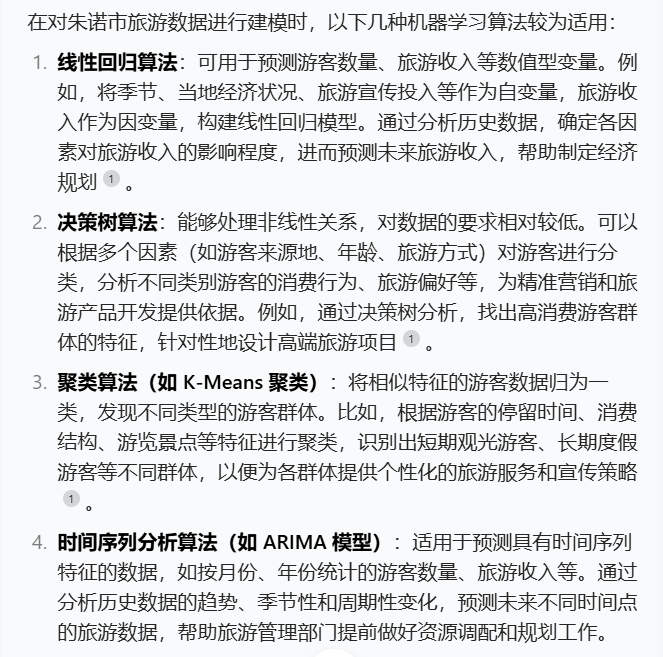 在对朱诺市旅游数据进行建模时，以下几种机器学习算法较为适用：
1. 线性回归算法：可用于预测游客数量、旅游收入等数值型变量。例
如，将季节、当地经济状况、旅游宣传投入等作为自变量，旅游收
入作为因变量，构建线性回归模型。通过分析历史数据，确定各因
素对旅游收入的影响程度，进而预测未来旅游收入，帮助制定经济
规划 1 。
2. 决策树算法：能够处理非线性关系，对数据的要求相对较低。可以
根据多个因素（如游客来源地、年龄、旅游方式）对游客进行分
类，分析不同类别游客的消费行为、旅游偏好等，为精准营销和旅
游产品开发提供依据。例如，通过决策树分析，找出高消费游客群
体的特征，针对性地设计高端旅游项目 1 。
3. 聚类算法（如 K-Means 聚类）：将相似特征的游客数据归为一
类，发现不同类型的游客群体。比如，根据游客的停留时间、消费
结构、游览景点等特征进行聚类，识别出短期观光游客、长期度假
游客等不同群体，以便为各群体提供个性化的旅游服务和宣传策略
1 。
4. 时间序列分析算法（如 ARIMA 模型）：适用于预测具有时间序列
特征的数据，如按月份、年份统计的游客数量、旅游收入等。通过
分析历史数据的趋势、季节性和周期性变化，预测未来不同时间点
的旅游数据，帮助旅游管理部门提前做好资源调配和规划工作。